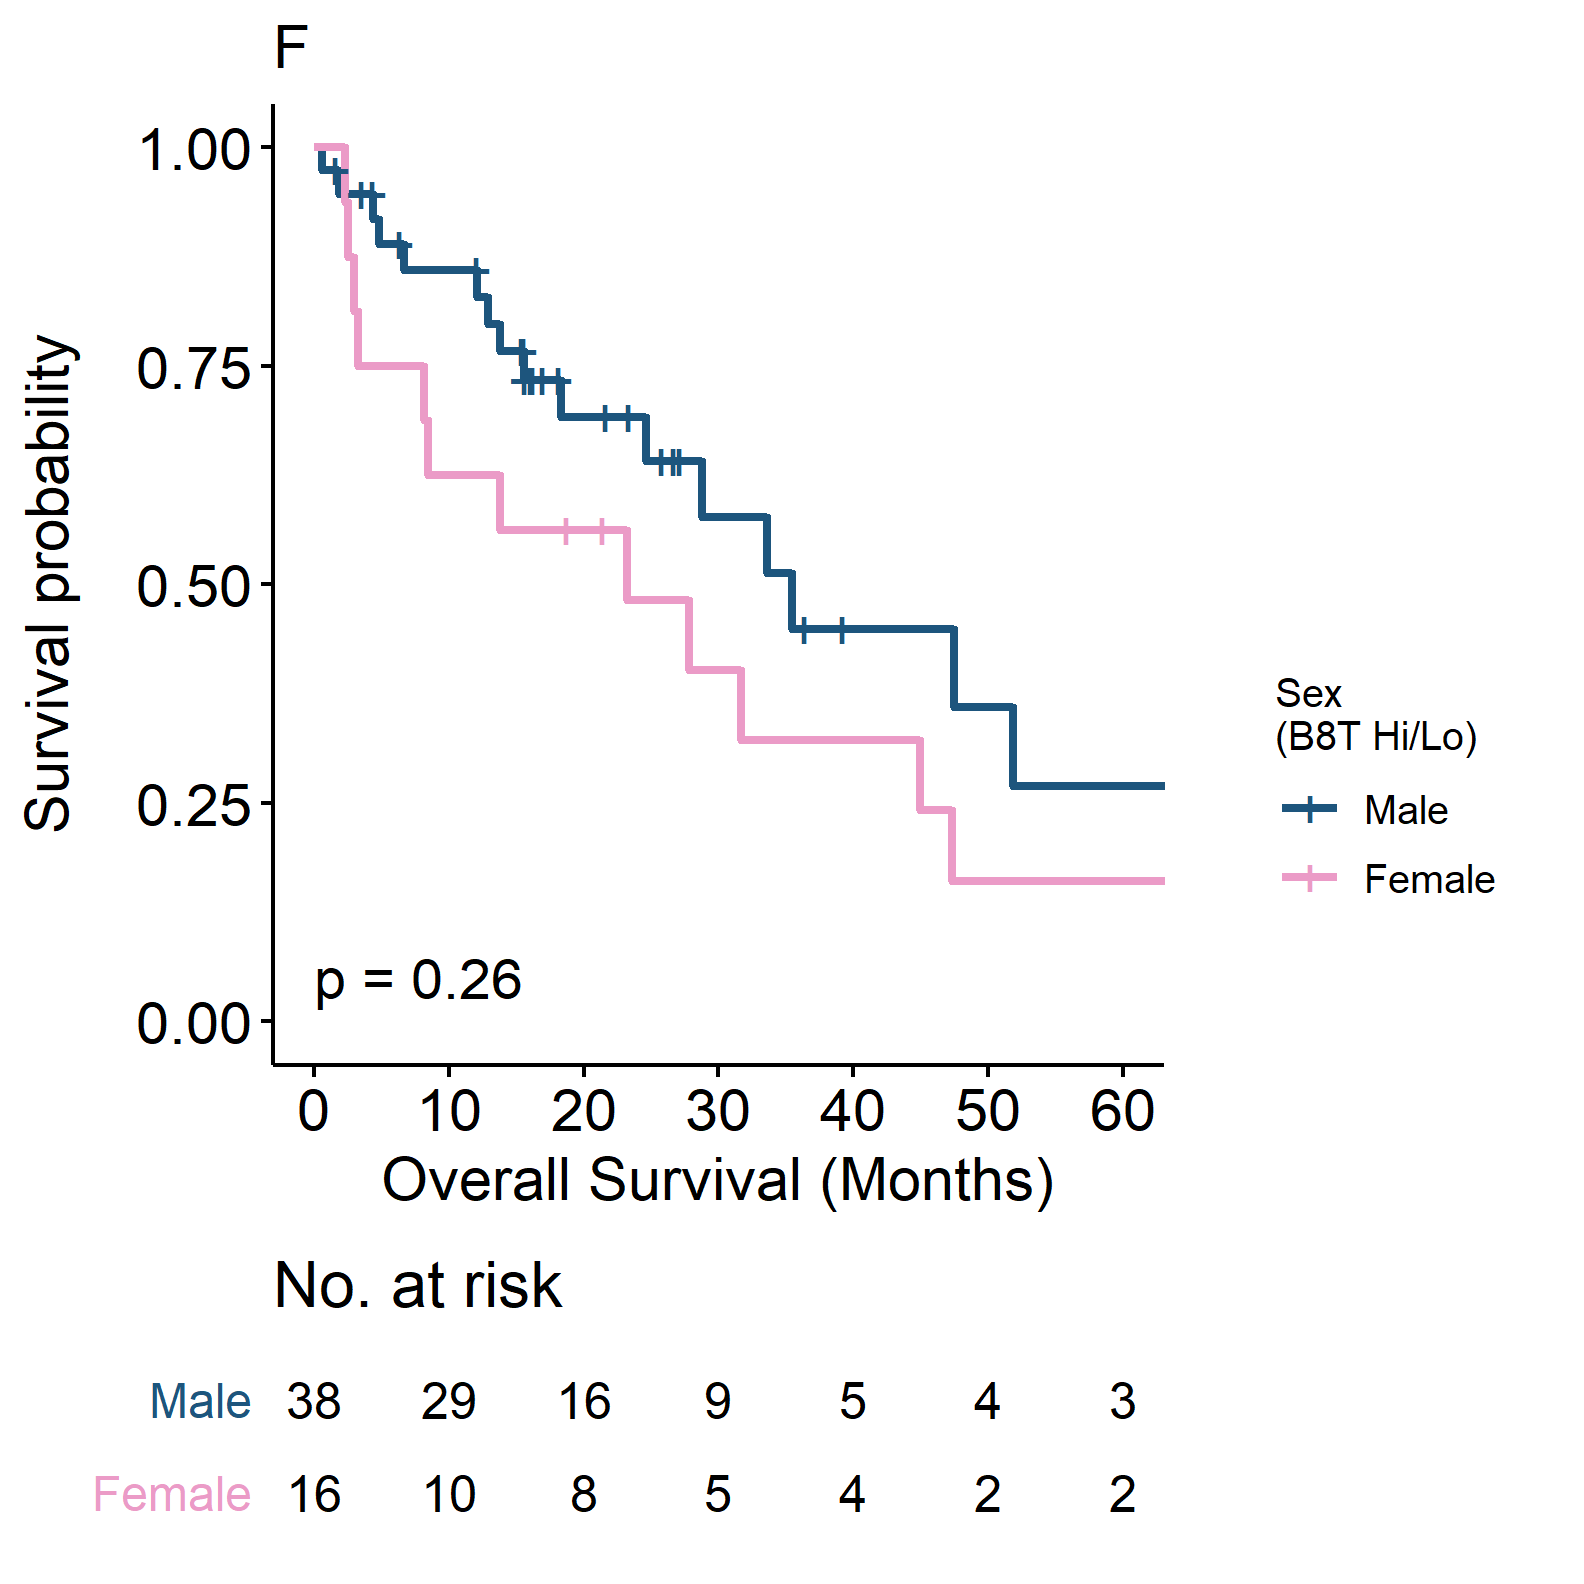 F
1.00
0.75
0.50
0.25
0.00
Survival probability
p = 0.26
0 10 20 30 40 50 60
Overall Survival (Months)
Sex
(B8T Hi/Lo)
Male
Female
No. at risk
Male 38 29 16 9 5 4 3
Female 16 10 8 5 4 2 2